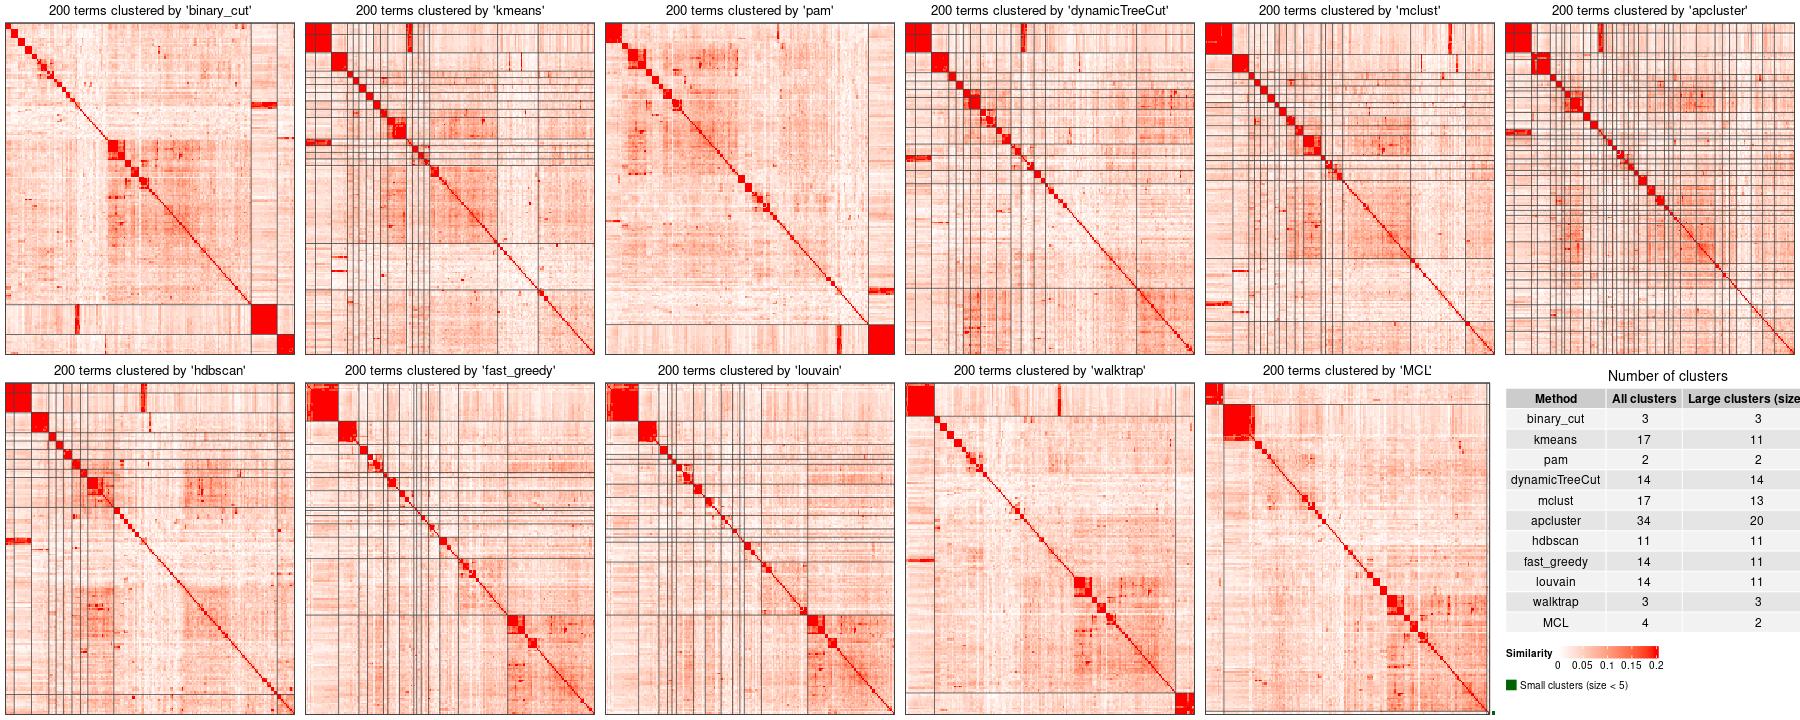 200 terms clustered by 'binary_cut'
200 terms clustered by 'kmeans'
200 terms clustered by 'pam'
200 terms clustered by 'dynamicTreeCut'
200 terms clustered by 'mclust'
200 terms clustered by 'apcluster'
200 terms clustered by 'hdbscan'
200 terms clustered by 'fast_greedy'
200 terms clustered by 'louvain'
200 terms clustered by 'walktrap'
200 terms clustered by 'MCL'
Number of clusters
Method All clusters Large clusters (size
binary_cut 3 3
kmeans 17 11
pam 2 2
dynamicTreeCut 14 14
mclust 17 13
apcluster 34 20
hdbscan 11 11
fast_greedy 14 11
louvain 14 11
walktrap 3 3
MCL 4 2
Similarity
0 0.05 0.1 0.15 0.2
Small clusters (size < 5)